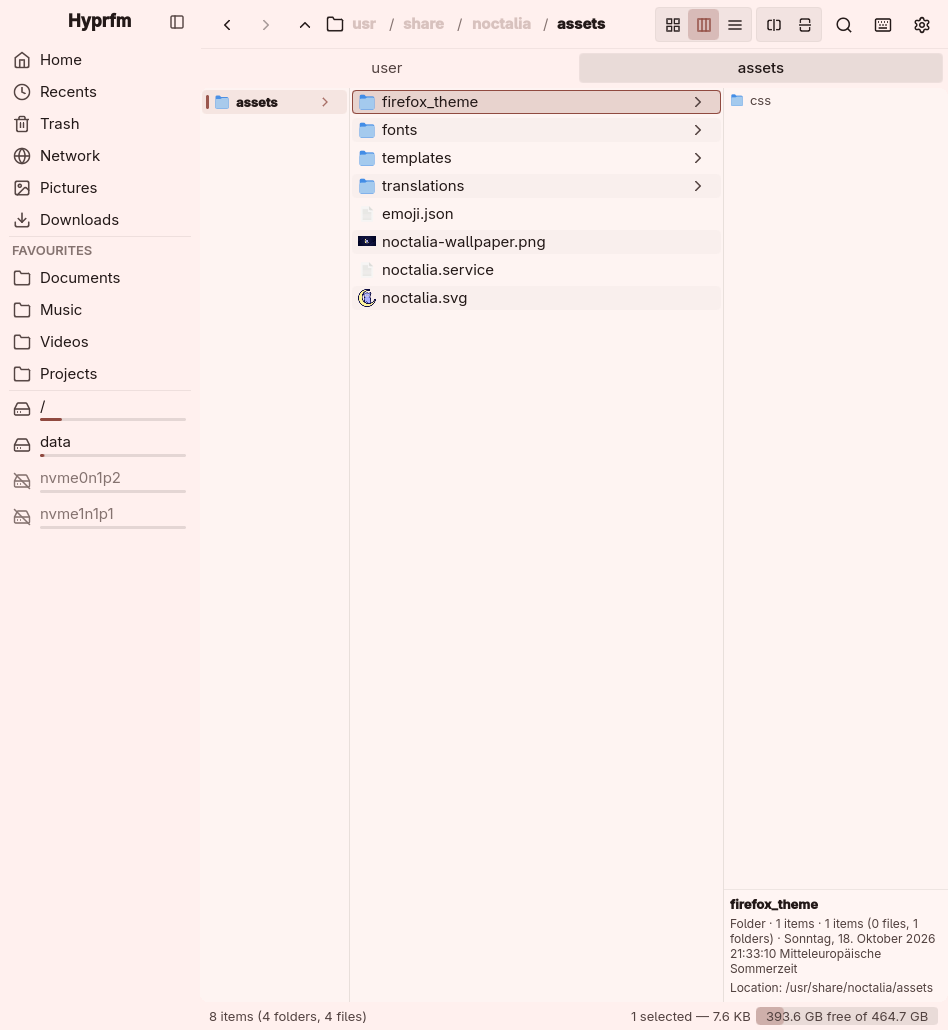 Hyprfm
Home
Recents
Trash
Network
Pictures
Downloads
FAVOURITES
Documents
Music
Videos
Projects
/
data
nvme0n1p2
nvme1n1p1
usr / share / noctalia / assets
user
assets
assets
firefox_theme
fonts
templates
translations
emoji.json
noctalia-wallpaper.png
noctalia.service
noctalia.svg
css
firefox_theme
Folder · 1 items · 1 items (0 files, 1
folders) · Sonntag, 18. Oktober 2026
21:33:10 Mitteleuropäische
Sommerzeit
Location: /usr/share/noctalia/assets
8 items (4 folders, 4 files)
1 selected — 7.6 KB
393.6 GB free of 464.7 GB